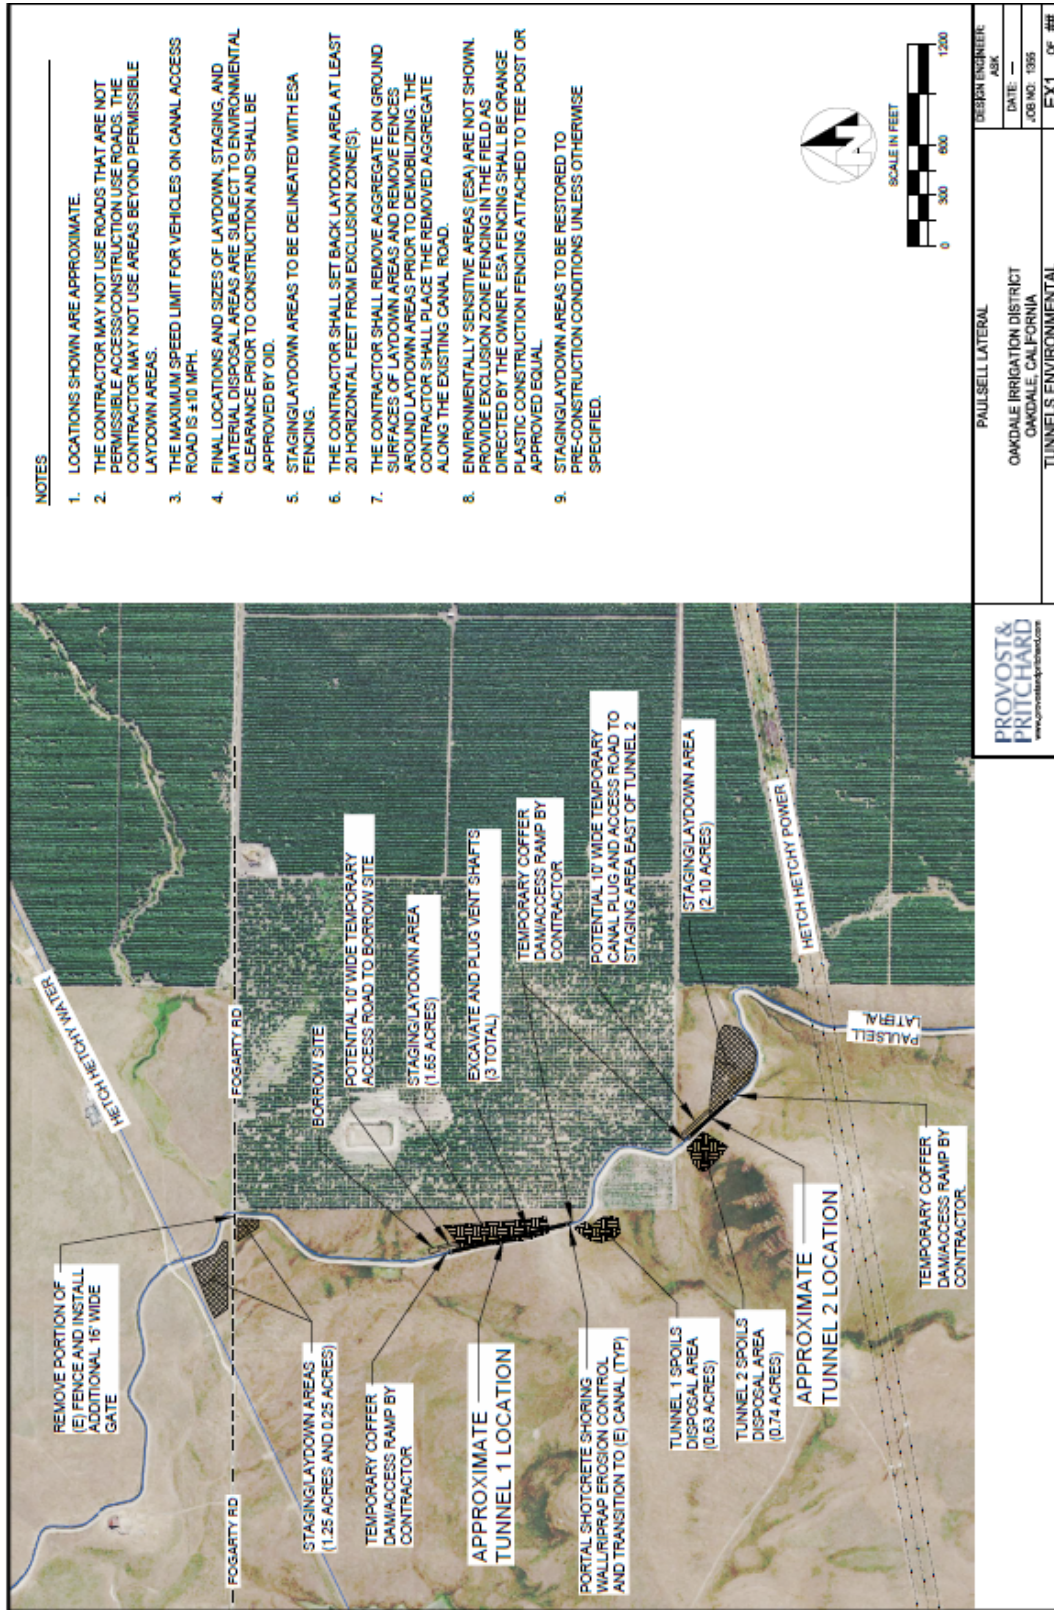 NOTES
1. LOCATIONS SHOWN ARE APPROXIMATE.
2. THE CONTRACTOR MAY NOT USE ROADS THAT ARE NOT
PERMISSIBLE ACCESS/CONSTRUCTION USE ROADS. THE
CONTRACTOR MAY NOT USE AREAS BEYOND PERMISSIBLE
LAYDOWN AREAS.
3. THE MAXIMUM SPEED LIMIT FOR VEHICLES ON CANAL ACCESS
ROAD IS ±10 MPH.
4. FINAL LOCATIONS AND SIZES OF LAYDOWN, STAGING, AND
MATERIAL DISPOSAL AREAS ARE SUBJECT TO ENVIRONMENTAL
CLEARANCE PRIOR TO CONSTRUCTION AND SHALL BE
APPROVED BY OID.
5. STAGING/LAYDOWN AREAS TO BE DELINEATED WITH ESA
FENCING.
6. THE CONTRACTOR SHALL SET BACK LAYDOWN AREA AT LEAST
20 HORIZONTAL FEET FROM EXCLUSION ZONE(S).
7. THE CONTRACTOR SHALL REMOVE AGGREGATE ON GROUND
SURFACES OF LAYDOWN AREAS AND REMOVE FENCES
AROUND LAYDOWN AREAS PRIOR TO DEMOBILIZING. THE
CONTRACTOR SHALL PLACE THE REMOVED AGGREGATE
ALONG THE EXISTING CANAL ROAD.
8. ENVIRONMENTALLY SENSITIVE AREAS (ESA) ARE NOT SHOWN.
PROVIDE EXCLUSION ZONE FENCING IN THE FIELD AS
DIRECTED BY THE OWNER. ESA FENCING SHALL BE ORANGE
PLASTIC CONSTRUCTION FENCING ATTACHED TO TEE POST OR
APPROVED EQUAL.
9. STAGING/LAYDOWN AREAS TO BE RESTORED TO
PRE-CONSTRUCTION CONDITIONS UNLESS OTHERWISE
SPECIFIED.
REMOVE PORTION OF
(E) FENCE AND INSTALL
ADDITIONAL 16' WIDE
GATE
HETCH HETCHY WATER
FOGARTY RD
FOGARTY RD
STAGING/LAYDOWN AREAS
(1.25 ACRES AND 0.25 ACRES)
BORROW SITE
POTENTIAL 10' WIDE TEMPORARY
ACCESS ROAD TO BORROW SITE
TEMPORARY COFFER
DAM/ACCESS RAMP BY
CONTRACTOR
STAGING/LAYDOWN AREA
(1.65 ACRES)
APPROXIMATE
TUNNEL 1 LOCATION
EXCAVATE AND PLUG VENT SHAFTS
(3 TOTAL)
TEMPORARY COFFER
DAM/ACCESS RAMP BY
CONTRACTOR
PORTAL SHOTCRETE SHORING
WALL/RIPRAP EROSION CONTROL
AND TRANSITION TO (E) CANAL (TYP)
POTENTIAL 10' WIDE TEMPORARY
CANAL PLUG AND ACCESS ROAD TO
STAGING AREA EAST OF TUNNEL 2
TUNNEL 1 SPOILS
DISPOSAL AREA
(0.63 ACRES)
STAGING/LAYDOWN AREA
(2.10 ACRES)
TUNNEL 2 SPOILS
DISPOSAL AREA
(0.74 ACRES)
HETCH HETCHY POWER
APPROXIMATE
TUNNEL 2 LOCATION
PAULSELL
LATERAL
TEMPORARY COFFER
DAM/ACCESS RAMP BY
CONTRACTOR.
N
SCALE IN FEET
0 300 600 1200
PROVOST&
PRITCHARD
www.provostandpritchard.com
PAULSELL LATERAL
OAKDALE IRRIGATION DISTRICT
OAKDALE, CALIFORNIA
TUNNELS ENVIRONMENTAL
DESIGN ENGINEER:
ABK
DATE: —
JOB NO: 1355
EX1 OF ##